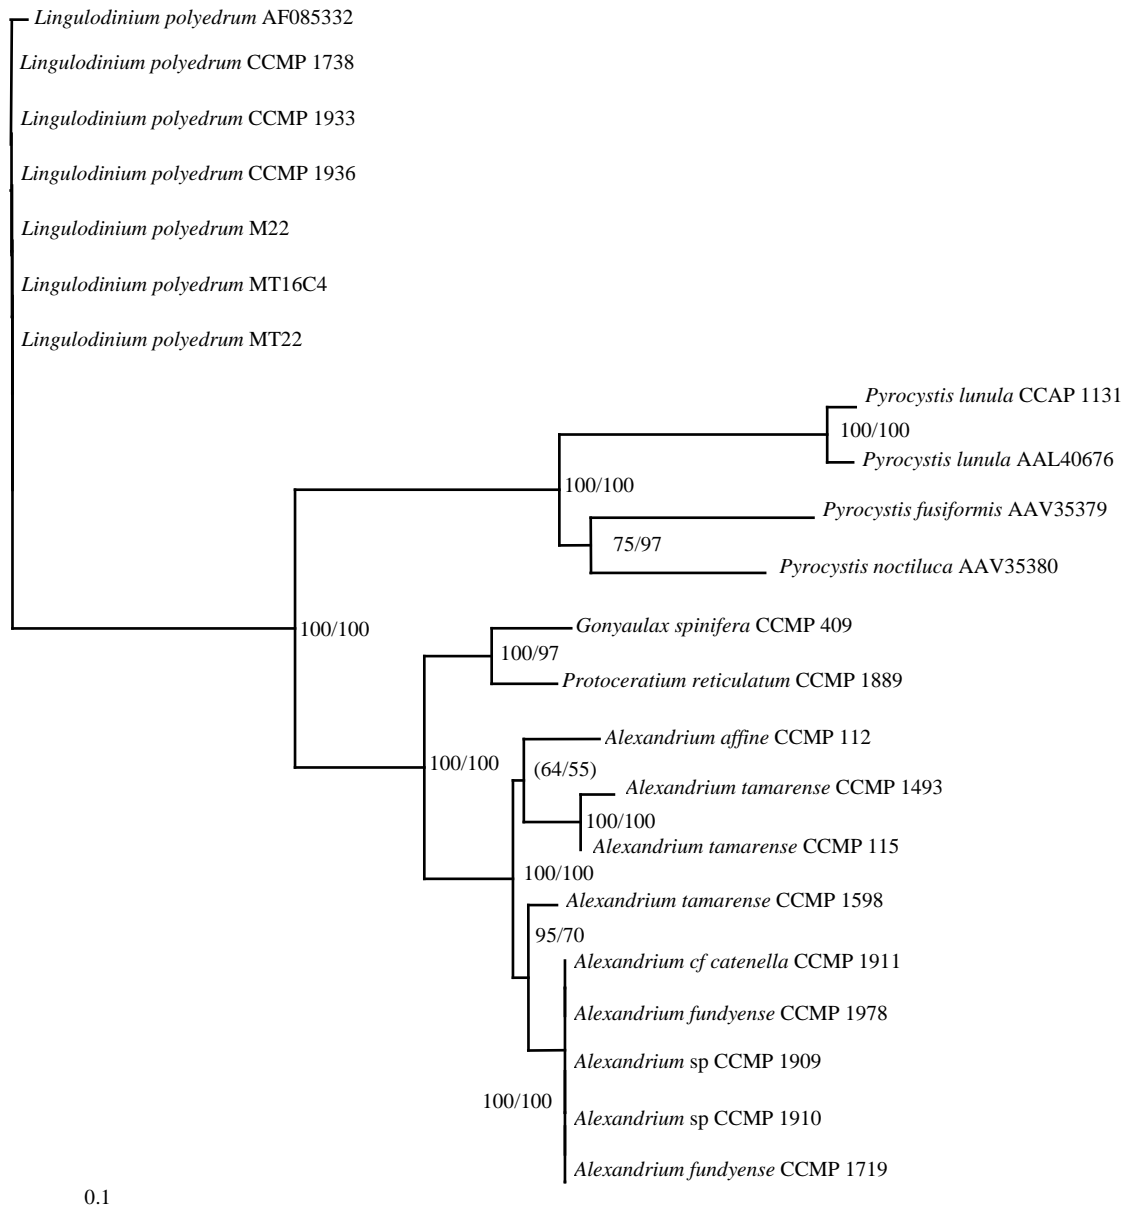 Lingulodinium polyedrum AF085332
Lingulodinium polyedrum CCMP 1738
Lingulodinium polyedrum CCMP 1933
Lingulodinium polyedrum CCMP 1936
Lingulodinium polyedrum M22
Lingulodinium polyedrum MT16C4
Lingulodinium polyedrum MT22
Pyrocystis lunula CCAP 1131
100/100
Pyrocystis lunula AAL40676
100/100
Pyrocystis fusiformis AAV35379
75/97
Pyrocystis noctiluca AAV35380
Gonyaulax spinifera CCMP 409
100/100
100/97
Protoceratium reticulatum CCMP 1889
Alexandrium affine CCMP 112
100/100
(64/55)
Alexandrium tamarense CCMP 1493
100/100
Alexandrium tamarense CCMP 115
100/100
Alexandrium tamarense CCMP 1598
95/70
Alexandrium cf catenella CCMP 1911
Alexandrium fundyense CCMP 1978
Alexandrium sp CCMP 1909
100/100
Alexandrium sp CCMP 1910
Alexandrium fundyense CCMP 1719
0.1